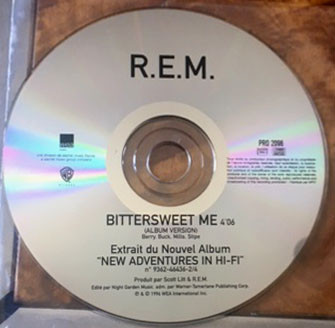 R.E.M.
PRO 2098
BITTERSWEET ME 4'06
(ALBUM VERSION)
Berry, Buck, Mills, Stipe
Extrait du Nouvel Album
"NEW ADVENTURES IN HI-FI"
n° 9362-46436-2/4
Produit par Scott Litt & R.E.M.
Edité par Night Garden Music, adm. par Warner-Tamerlane Publishing Corp.
℗ & © 1996 WEA International Inc.